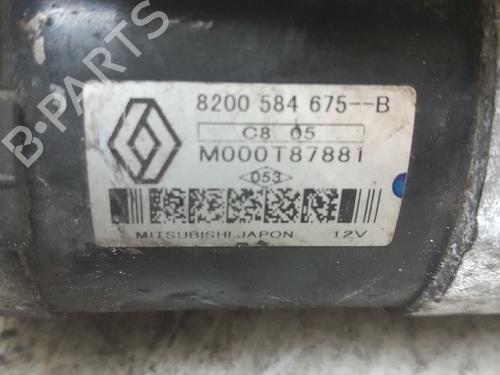 B-PARTS
8200 584 675--B
C8 05
M000T87881
053
MITSUBISHI.JAPON 12V